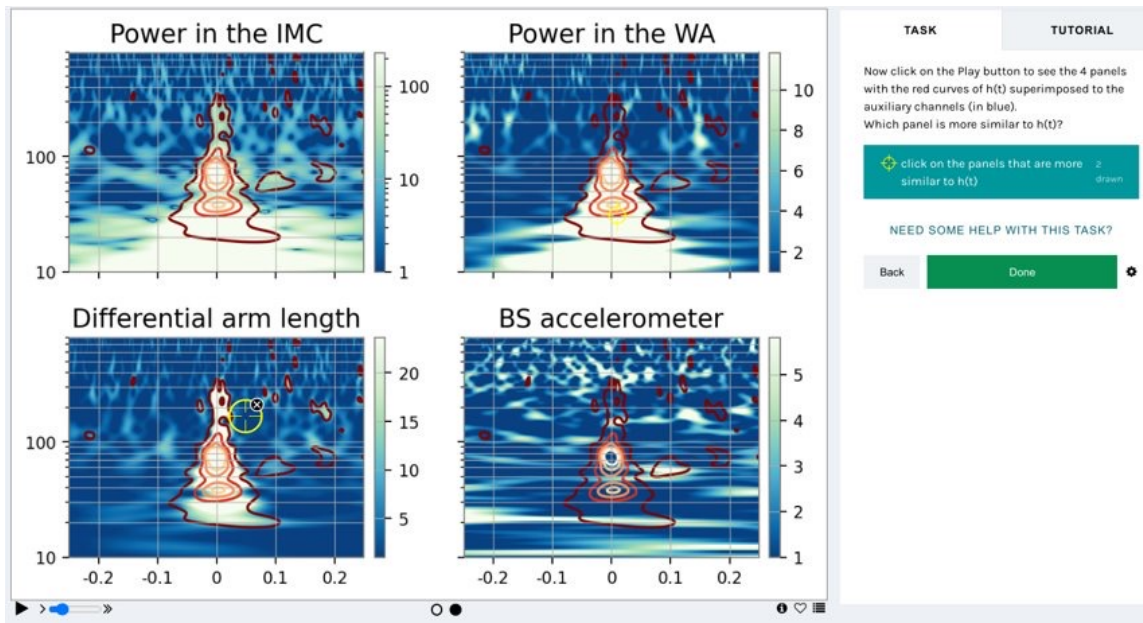 Power in the IMC
100
10
100
10
1
Power in the WA
10
8
6
4
2
Differential arm length
100
10
-0.2 -0.1 0 0.1 0.2
20
15
10
5
BS accelerometer
-0.2 -0.1 0 0.1 0.2
5
4
3
2
1
TASK
TUTORIAL
Now click on the Play button to see the 4 panels
with the red curves of h(t) superimposed to the
auxiliary channels (in blue).
Which panel is more similar to h(t)?
click on the panels that are more
similar to h(t)
2
drawn
NEED SOME HELP WITH THIS TASK?
Back
Done